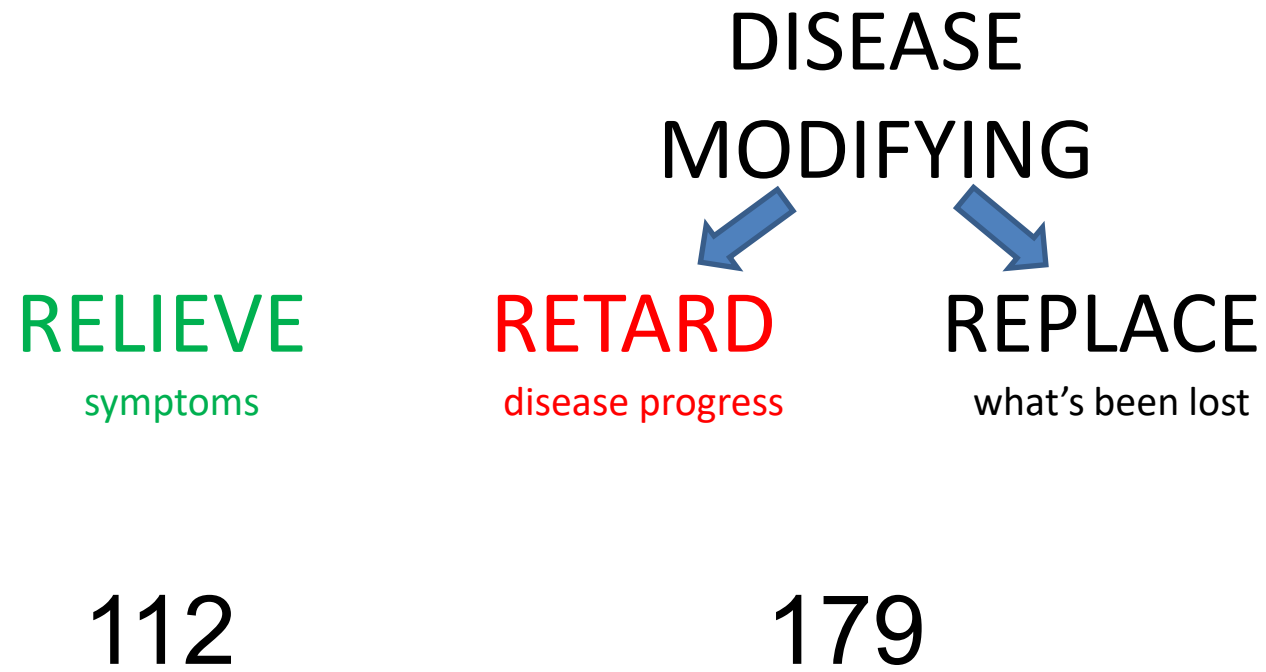 DISEASE
MODIFYING
RELIEVE
symptoms
RETARD
disease progress
REPLACE
what’s been lost
112
179